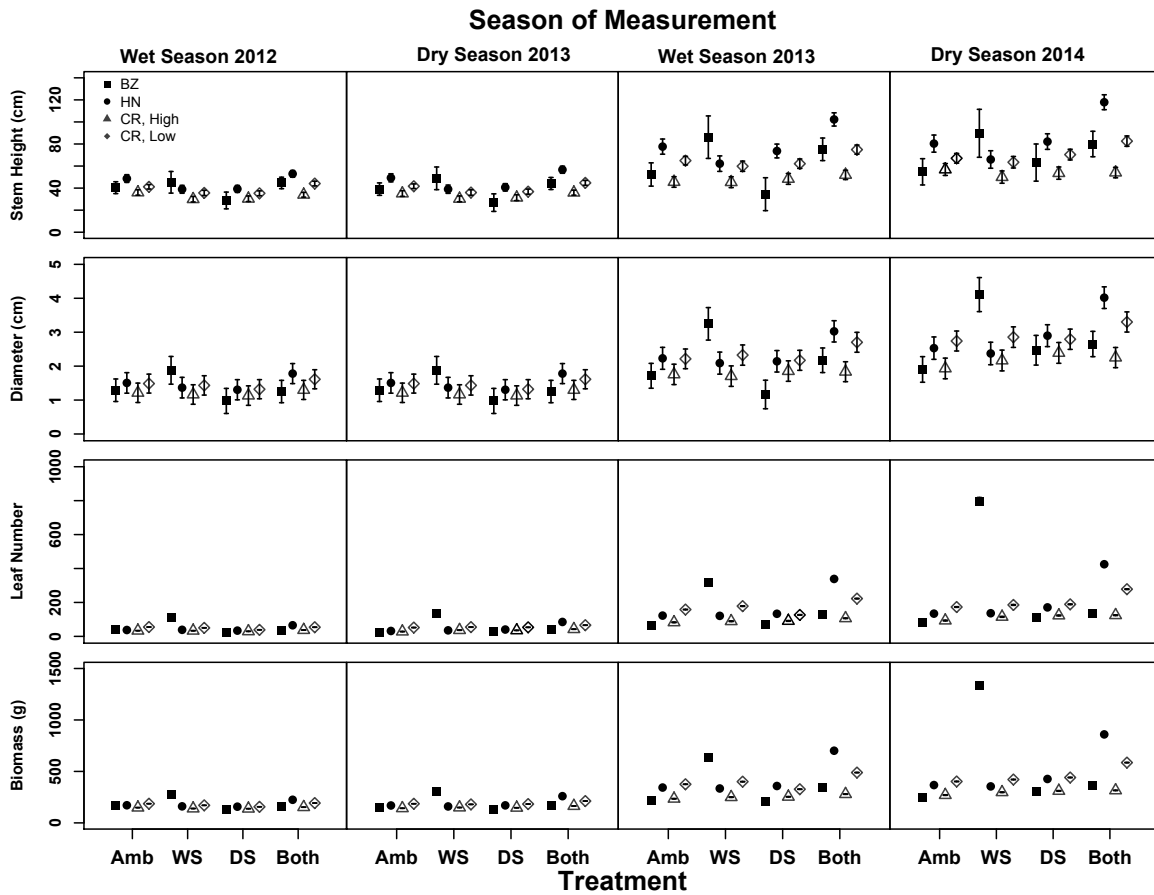 Season of Measurement
Wet Season 2012 Dry Season 2013 Wet Season 2013 Dry Season 2014
BZ
HN
CR, High
CR, Low
Stem Height (cm)
120
80
40
0
Diameter (cm)
5
4
3
2
1
0
Leaf Number
1000
600
200
0
Biomass (g)
1500
1000
500
0
Amb WS DS Both Amb WS DS Both Amb WS DS Both Amb WS DS Both
Treatment